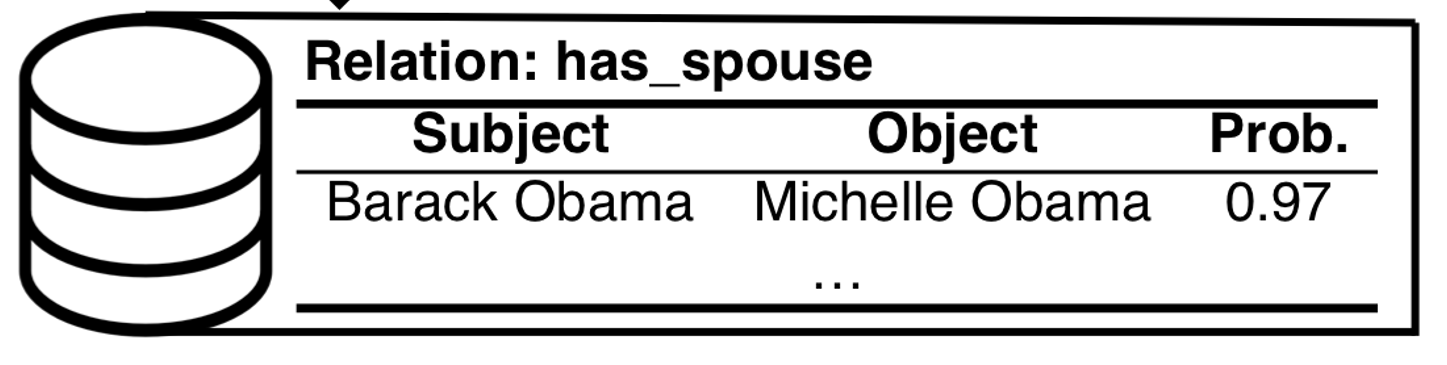 Relation: has_spouse
Subject Object Prob.
Barack Obama Michelle Obama 0.97
...